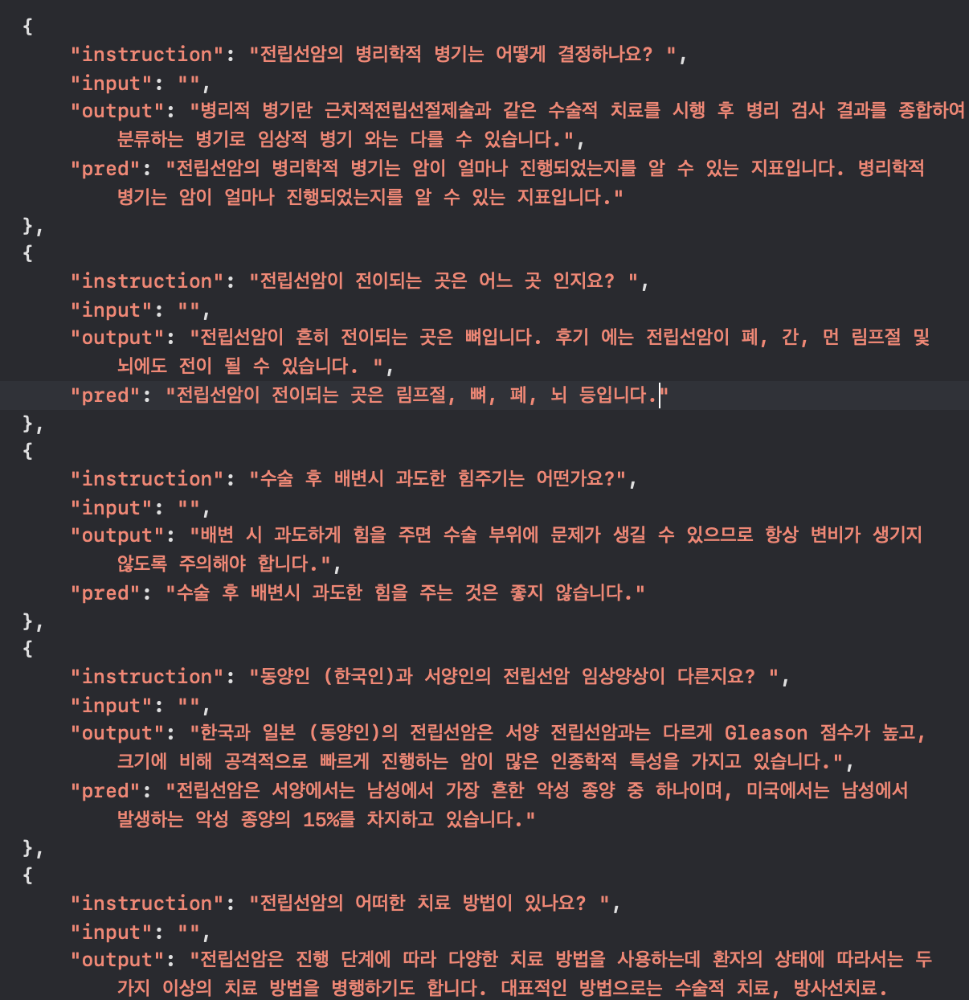 {
"instruction": "전립선암의 병리학적 병기는 어떻게 결정하나요? ",
"input": "",
"output": "병리적 병기란 근치적전립선절제술과 같은 수술적 치료를 시행 후 병리 검사 결과를 종합하여
분류하는 병기로 임상적 병기 와는 다를 수 있습니다.",
"pred": "전립선암의 병리학적 병기는 암이 얼마나 진행되었는지를 알 수 있는 지표입니다. 병리학적
병기는 암이 얼마나 진행되었는지를 알 수 있는 지표입니다."
},
{
"instruction": "전립선암이 전이되는 곳은 어느 곳 인지요? ",
"input": "",
"output": "전립선암이 흔히 전이되는 곳은 뼈입니다. 후기 에는 전립선암이 폐, 간, 먼 림프절 및
뇌에도 전이 될 수 있습니다. ",
"pred": "전립선암이 전이되는 곳은 림프절, 뼈, 폐, 뇌 등입니다."
},
{
"instruction": "수술 후 배변시 과도한 힘주기는 어떤가요?",
"input": "",
"output": "배변 시 과도하게 힘을 주면 수술 부위에 문제가 생길 수 있으므로 항상 변비가 생기지
않도록 주의해야 합니다.",
"pred": "수술 후 배변시 과도한 힘을 주는 것은 좋지 않습니다."
},
{
"instruction": "동양인 (한국인)과 서양인의 전립선암 임상양상이 다른지요? ",
"input": "",
"output": "한국과 일본 (동양인)의 전립선암은 서양 전립선암과는 다르게 Gleason 점수가 높고,
크기에 비해 공격적으로 빠르게 진행하는 암이 많은 인종학적 특성을 가지고 있습니다.",
"pred": "전립선암은 서양에서는 남성에서 가장 흔한 악성 종양 중 하나이며, 미국에서는 남성에서
발생하는 악성 종양의 15%를 차지하고 있습니다."
},
{
"instruction": "전립선암의 어떠한 치료 방법이 있나요? ",
"input": "",
"output": "전립선암은 진행 단계에 따라 다양한 치료 방법을 사용하는데 환자의 상태에 따라서는 두
가지 이상의 치료 방법을 병행하기도 합니다. 대표적인 방법으로는 수술적 치료, 방사선치료.